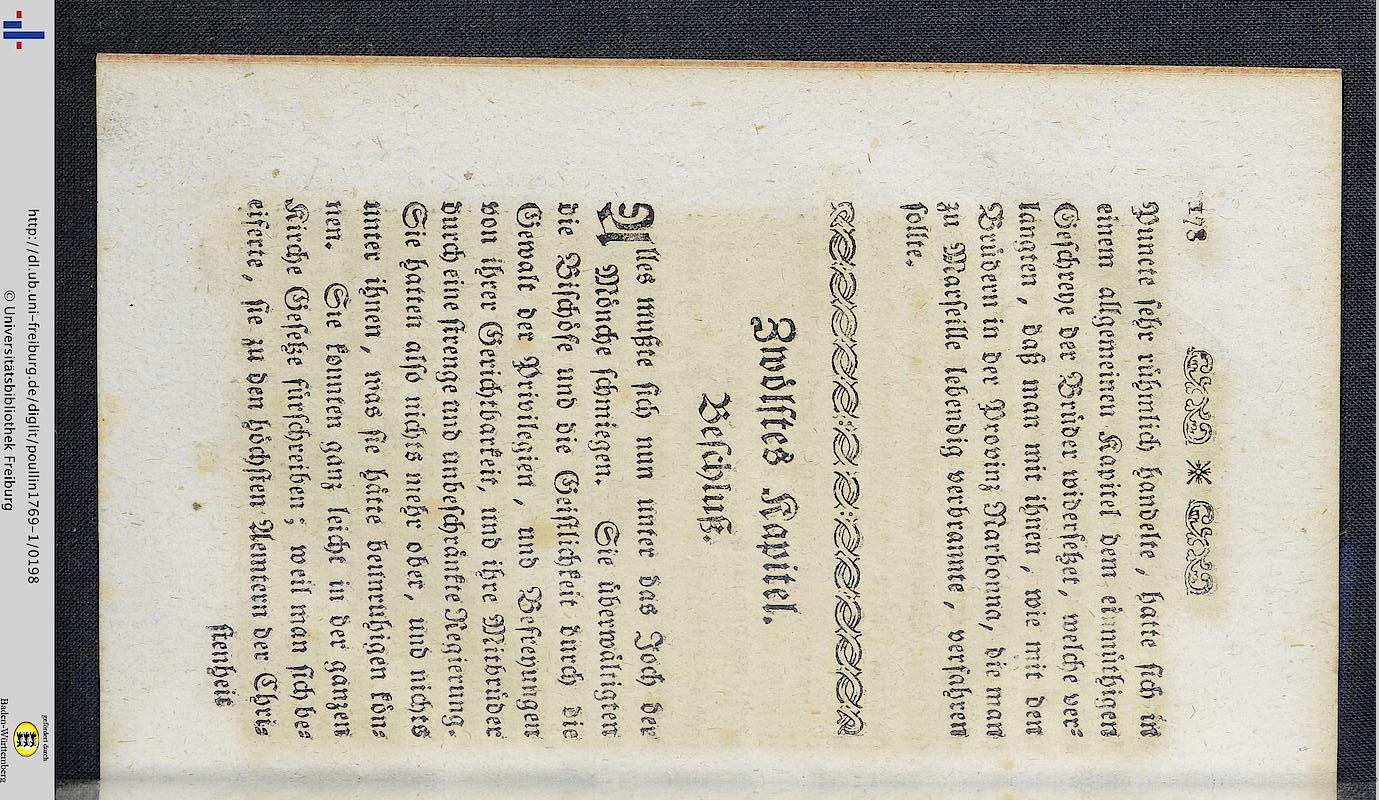 178
Puncte sehr rühmlich handelte, hatte sich in
einem allgemeinen Kapitel dem einmüthigen
Geschreye der Brüder widersetzet, welche ver-
langten, daß man mit ihnen, wie mit den
Brüdern in der Provinz Narbonna, die man
zu Marseille lebendig verbrannte, verfahren
sollte.
Zwölftes Kapitel.
Beschluß.
Alles mußte sich nun unter das Joch der
Mönche schmiegen. Sie überwältigten
die Bischöfe und die Geistlichkeit durch die
Gewalt der Privilegien, und Befreyungen
von ihrer Gerichtbarkeit, und ihre Mitbrüder
durch eine strenge und unbeschränkte Regierung.
Sie hatten also nichts mehr ober, und nichts
unter ihnen, was sie hätte beunruhigen kön-
nen. Sie konnten ganz leicht in der ganzen
Kirche Gesetze fürschreiben; weil man sich be-
eiferte, sie zu den höchsten Aemtern der Chri-
stenheit
http://dl.ub.uni-freiburg.de/diglit/poullin1769-1/0198
© Universitätsbibliothek Freiburg
gefördert durch
Baden-Württemberg